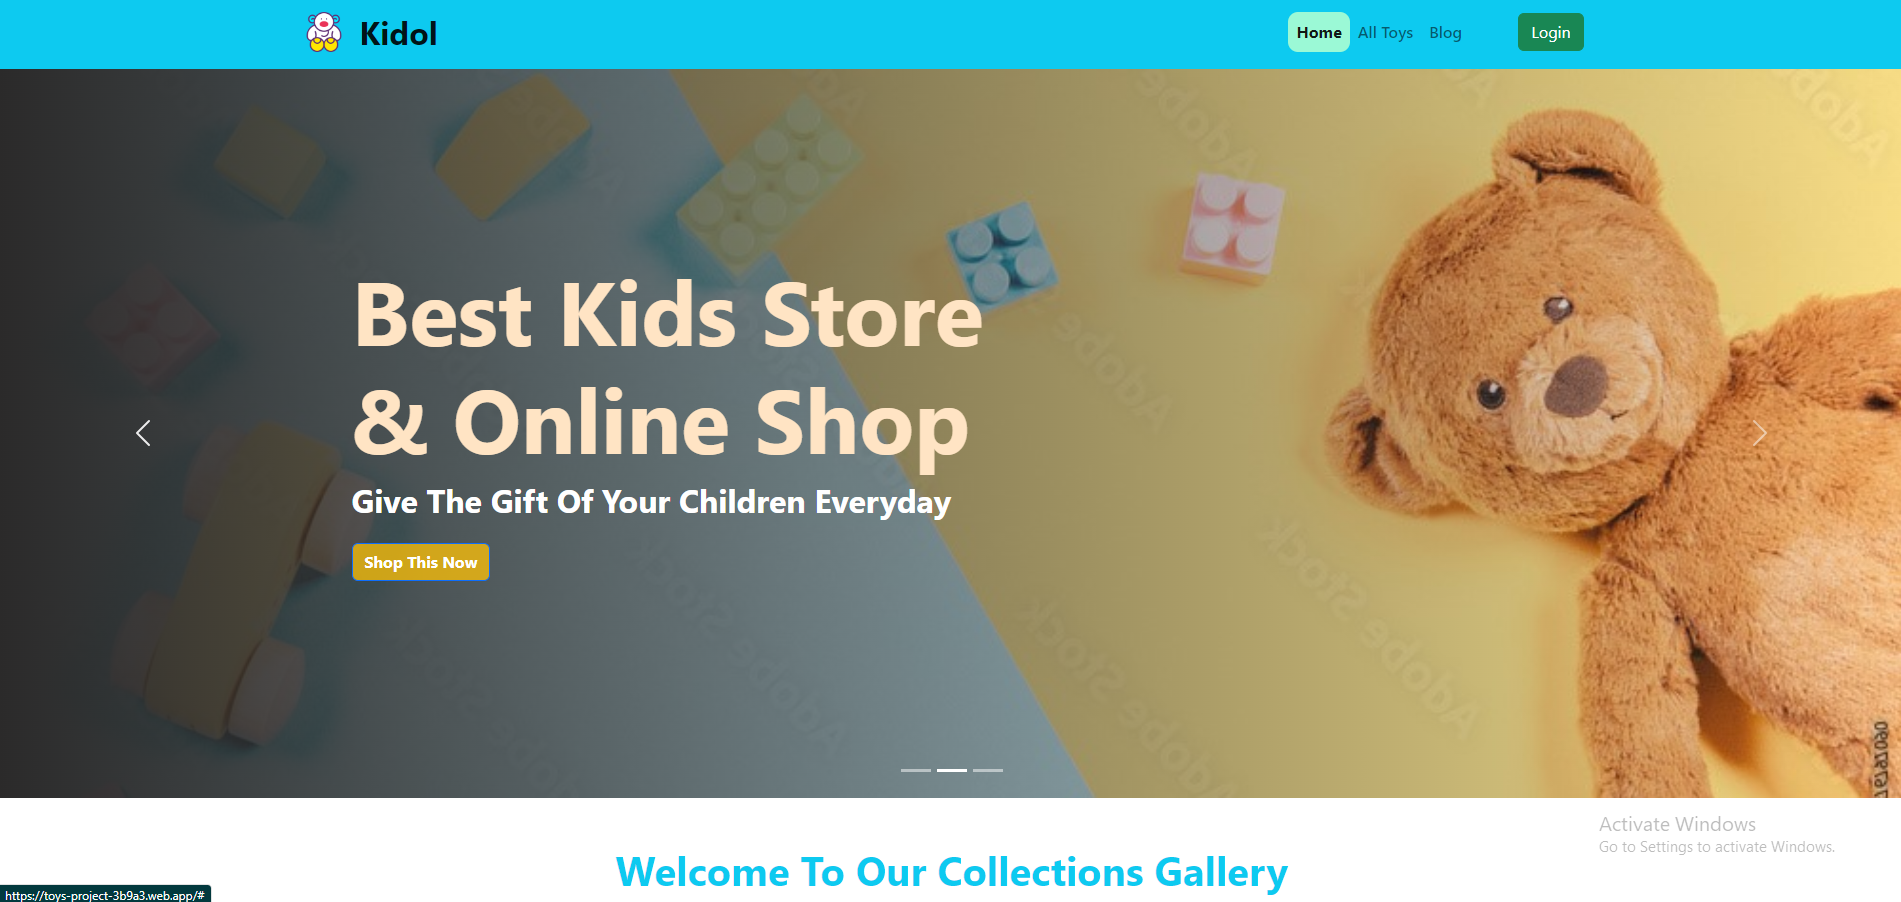 Kidol
Home
All Toys
Blog
Login
Best Kids Store
& Online Shop
Give The Gift Of Your Children Everyday
Shop This Now
Adobe Stock
Activate Windows
Go to Settings to activate Windows.
Welcome To Our Collections Gallery
https://toys-project-3b9a3.web.app/#